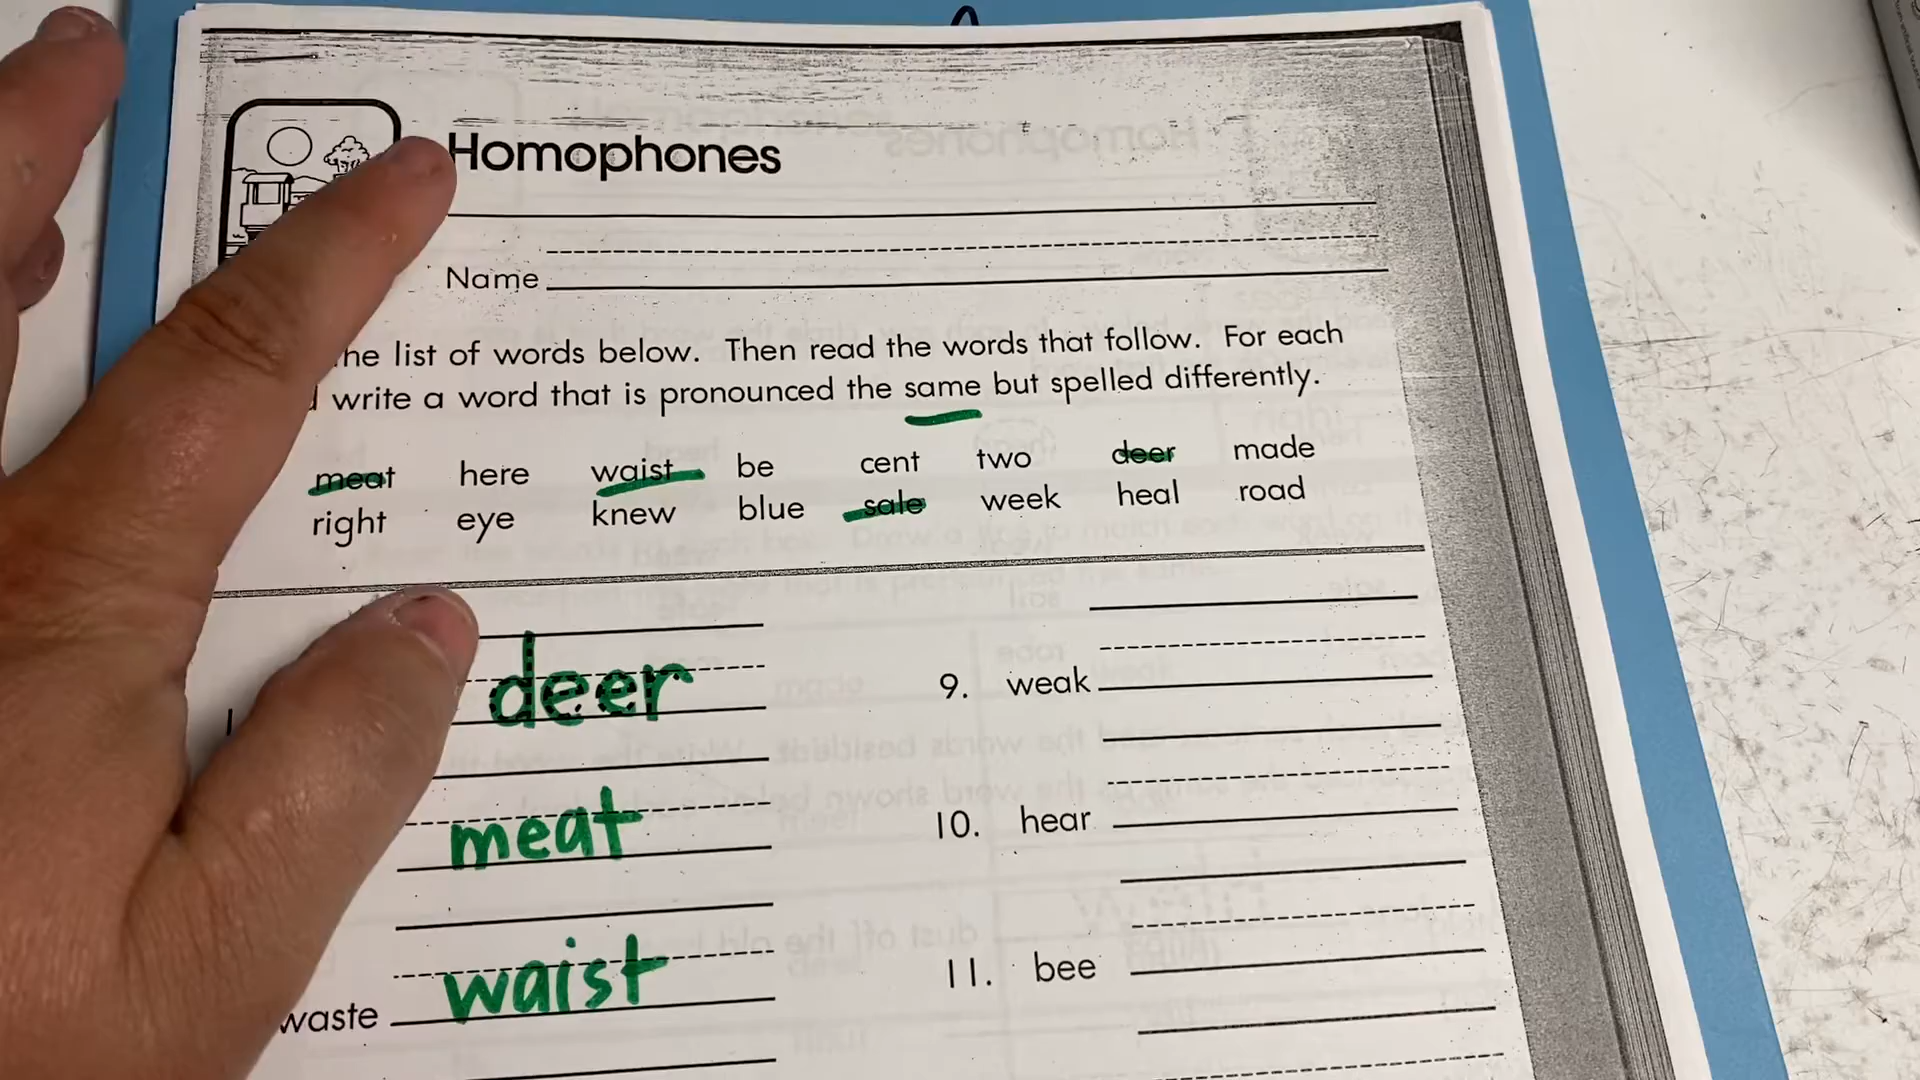 Homophones
Name
the list of words below. Then read the words that follow. For each
write a word that is pronounced the same but spelled differently.
meat here waist be cent two deer made
right eye knew blue sale week heal road
deer
meat
waste waist
9. weak
10. hear
11. bee